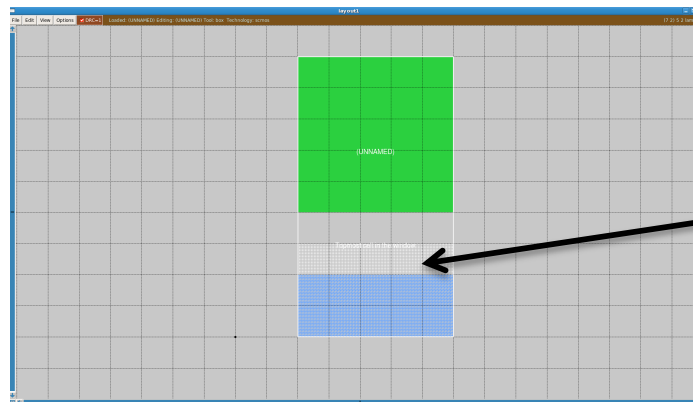 layout1
File Edit View Options ✔ DRC=1 Loaded: (UNNAMED) Editing: (UNNAMED) Tool: box Technology: scmos
(UNNAMED)
Topmost cell in the window